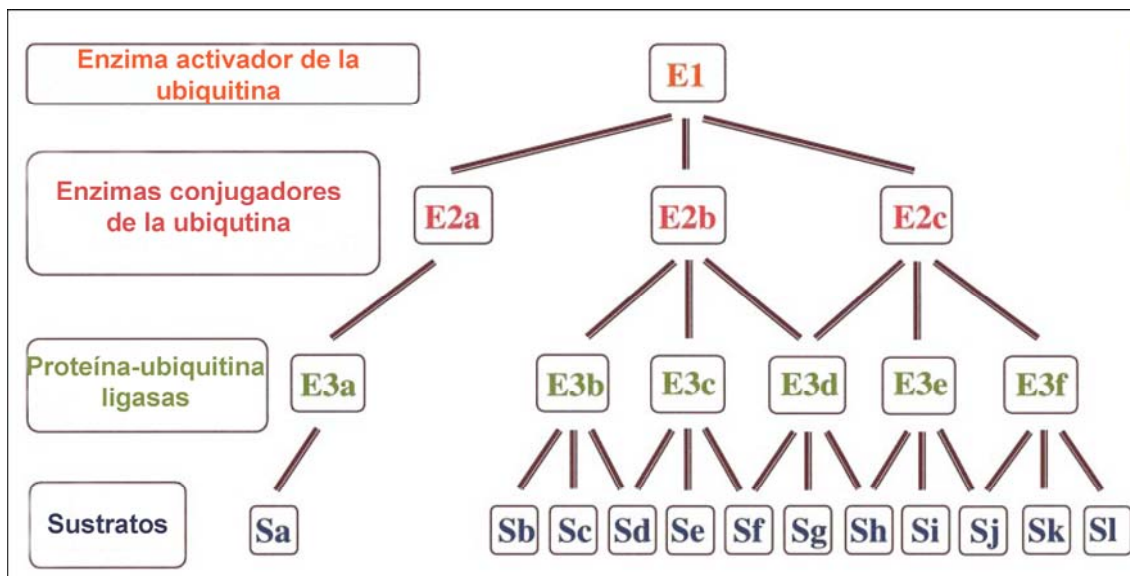 Enzima activador de la
ubiquitina
E1
Enzimas conjugadores
de la ubiqutina
E2a E2b E2c
Proteína-ubiquitina
ligasas
E3a E3b E3c E3d E3e E3f
Sustratos
Sa Sb Sc Sd Se Sf Sg Sh Si Sj Sk Sl